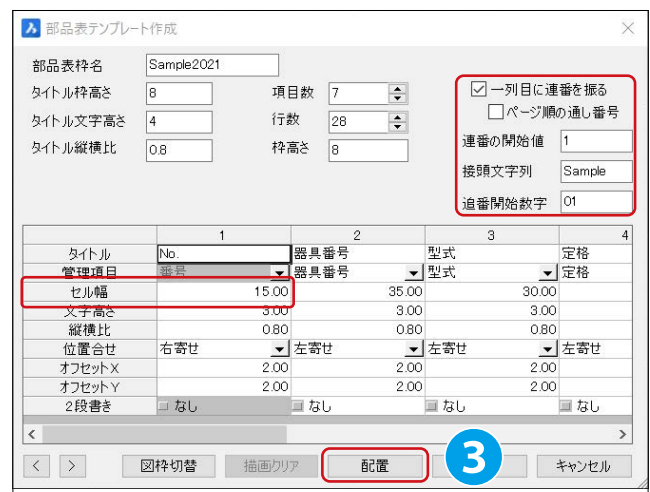 部品表テンプレート作成
部品表枠名 Sample2021
タイトル枠高さ 8 項目数 7
タイトル文字高さ 4 行数 28
タイトル縦横比 0.8 枠高さ 8
一列目に連番を振る
ページ順の通し番号
連番の開始値 1
接頭文字列 Sample
追番開始数字 01
1 2 3 4
タイトル No. 器具番号 型式 定格
管理項目 番号 器具番号 型式 定格
セル幅 15.00 35.00 30.00
文字高さ 3.00 3.00 3.00
縦横比 0.80 0.80 0.80
位置合せ 右寄せ 左寄せ 左寄せ 左寄せ
オフセットX 2.00 2.00 2.00
オフセットY 2.00 2.00 2.00
2段書き なし なし なし なし
< >
< > 図枠切替 描画クリア 配置 3 キャンセル